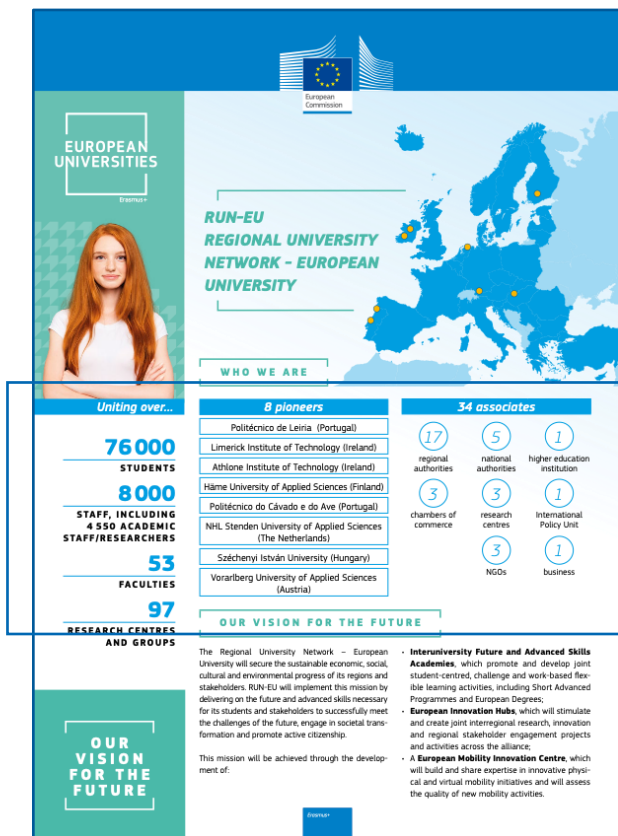 European
Commission
EUROPEAN
UNIVERSITIES
Erasmus+
RUN-EU
REGIONAL UNIVERSITY
NETWORK - EUROPEAN
UNIVERSITY
WHO WE ARE
Uniting over...
76 000
STUDENTS
8 000
STAFF, INCLUDING
4 550 ACADEMIC
STAFF/RESEARCHERS
53
FACULTIES
97
RESEARCH CENTRES
AND GROUPS
8 pioneers
Politécnico de Leiria (Portugal)
Limerick Institute of Technology (Ireland)
Athlone Institute of Technology (Ireland)
Häme University of Applied Sciences (Finland)
Politécnico do Cávado e do Ave (Portugal)
NHL Stenden University of Applied Sciences
(The Netherlands)
Széchenyi István University (Hungary)
Vorarlberg University of Applied Sciences
(Austria)
34 associates
17
regional
authorities
5
national
authorities
1
higher education
institution
3
chambers of
commerce
3
research
centres
1
International
Policy Unit
3
NGOs
1
business
OUR VISION FOR THE FUTURE
The Regional University Network – European
University will secure the sustainable economic, social,
cultural and environmental progress of its regions and
stakeholders. RUN-EU will implement this mission by
delivering on the future and advanced skills necessary
for its students and stakeholders to successfully meet
the challenges of the future, engage in societal trans-
formation and promote active citizenship.
This mission will be achieved through the develop-
ment of:
• Interuniversity Future and Advanced Skills
Academies, which promote and develop joint
student-centred, challenge and work-based flex-
ible learning activities, including Short Advanced
Programmes and European Degrees;
• European Innovation Hubs, which will stimulate
and create joint interregional research, innovation
and regional stakeholder engagement projects
and activities across the alliance;
• A European Mobility Innovation Centre, which
will build and share expertise in innovative physi-
cal and virtual mobility initiatives and will assess
the quality of new mobility activities.
OUR
VISION
FOR THE
FUTURE
Erasmus+